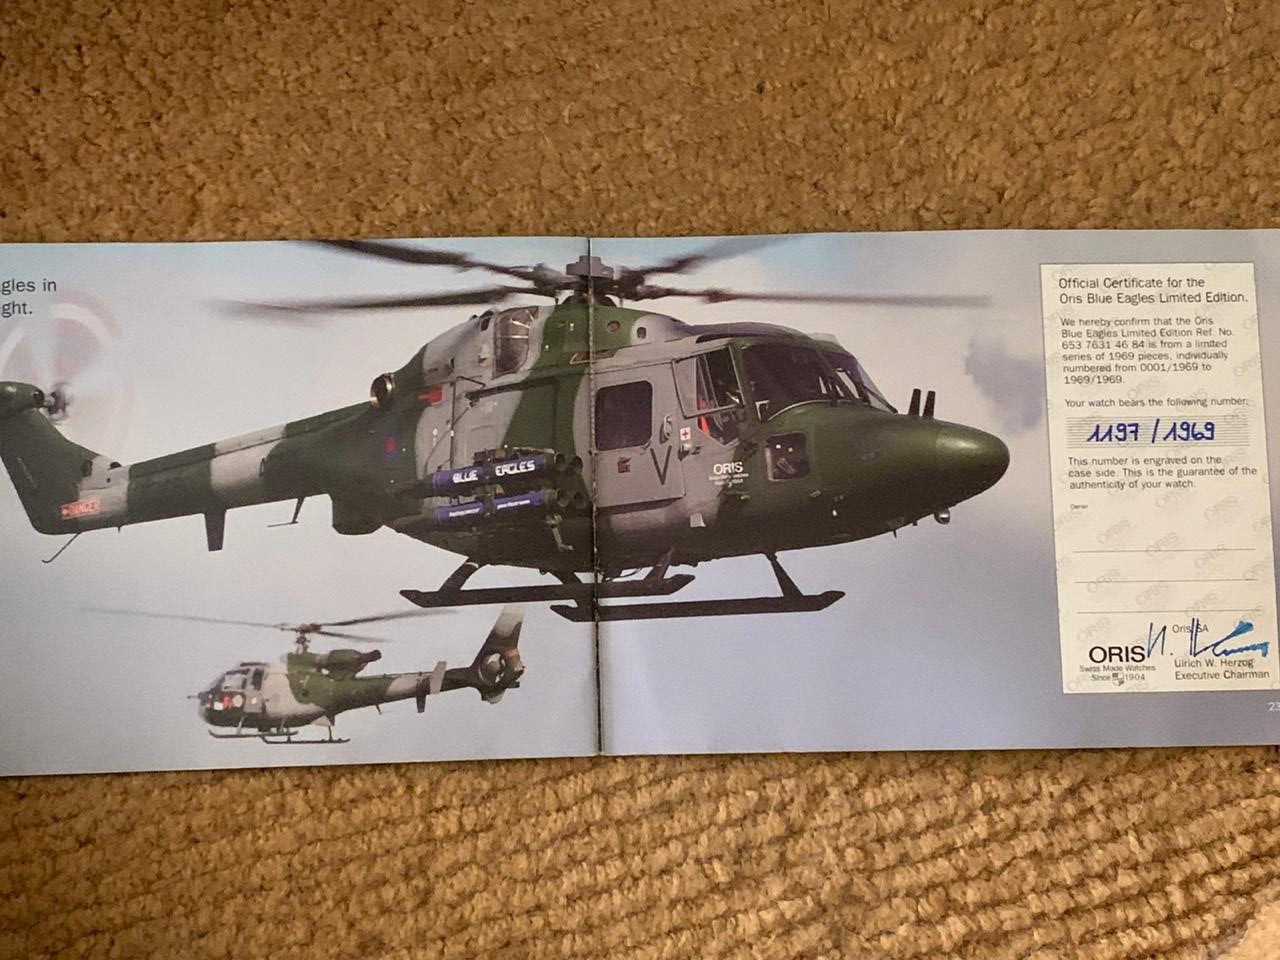 gles in
ght.
DANGER
BLUE EAGLES
V
ORIS
Official Certificate for the
Oris Blue Eagles Limited Edition.
We hereby confirm that the Oris
Blue Eagles Limited Edition Ref. No.
653 7631 46 84 is from a limited
series of 1969 pieces, individually
numbered from 0001/1969 to
1969/1969.
Your watch bears the following number:
1197 / 1969
This number is engraved on the
case side. This is the guarantee of the
authenticity of your watch.
Owner
Oris SA
ORIS
Swiss Made Watches
Since 1904
Ulrich W. Herzog
Executive Chairman
23